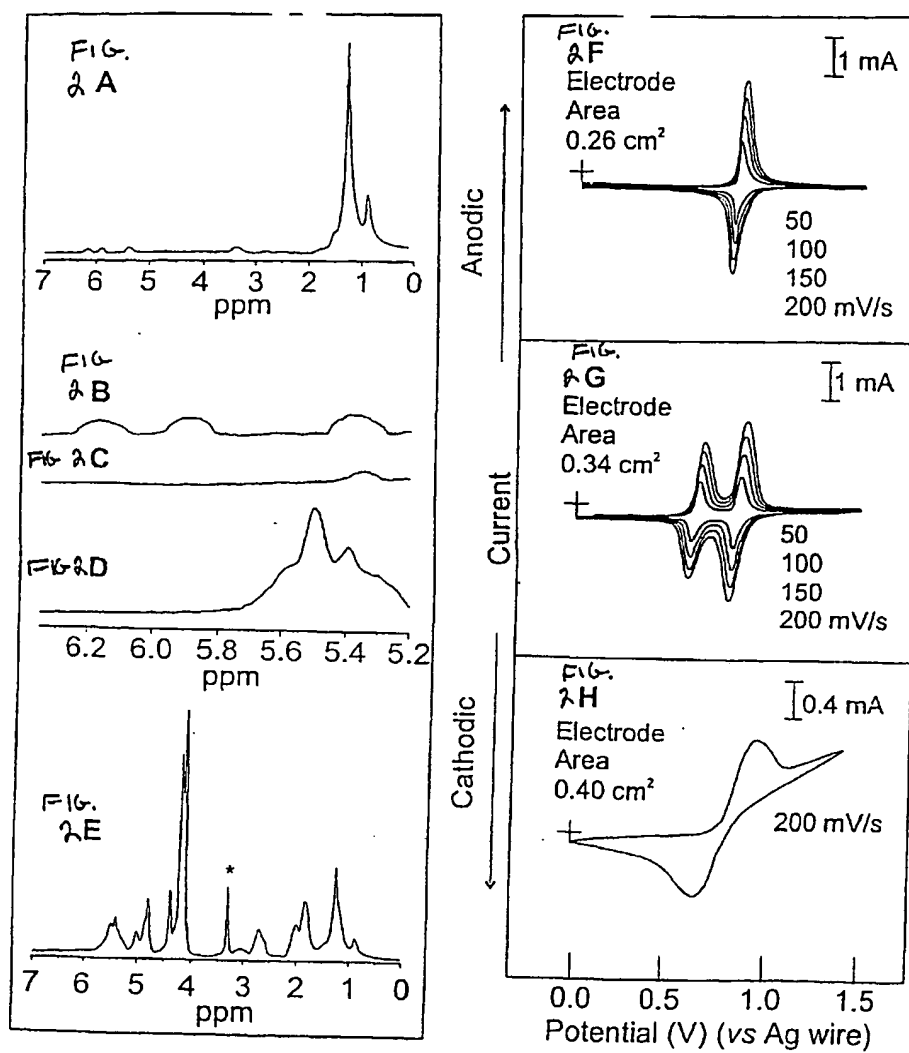 FIG.
2A
7 6 5 4 3 2 1 0
ppm
FIG
2B
FIG 2C
FIG 2D
6.2 6.0 5.8 5.6 5.4 5.2
ppm
FIG.
2E
*
7 6 5 4 3 2 1 0
ppm
Anodic
Current
Cathodic
FIG.
2F
1 mA
Electrode
Area
0.26 cm²
50
100
150
200 mV/s
FIG.
2G
1 mA
Electrode
Area
0.34 cm²
50
100
150
200 mV/s
FIG.
2H
0.4 mA
Electrode
Area
0.40 cm²
200 mV/s
0.0 0.5 1.0 1.5
Potential (V) (vs Ag wire)